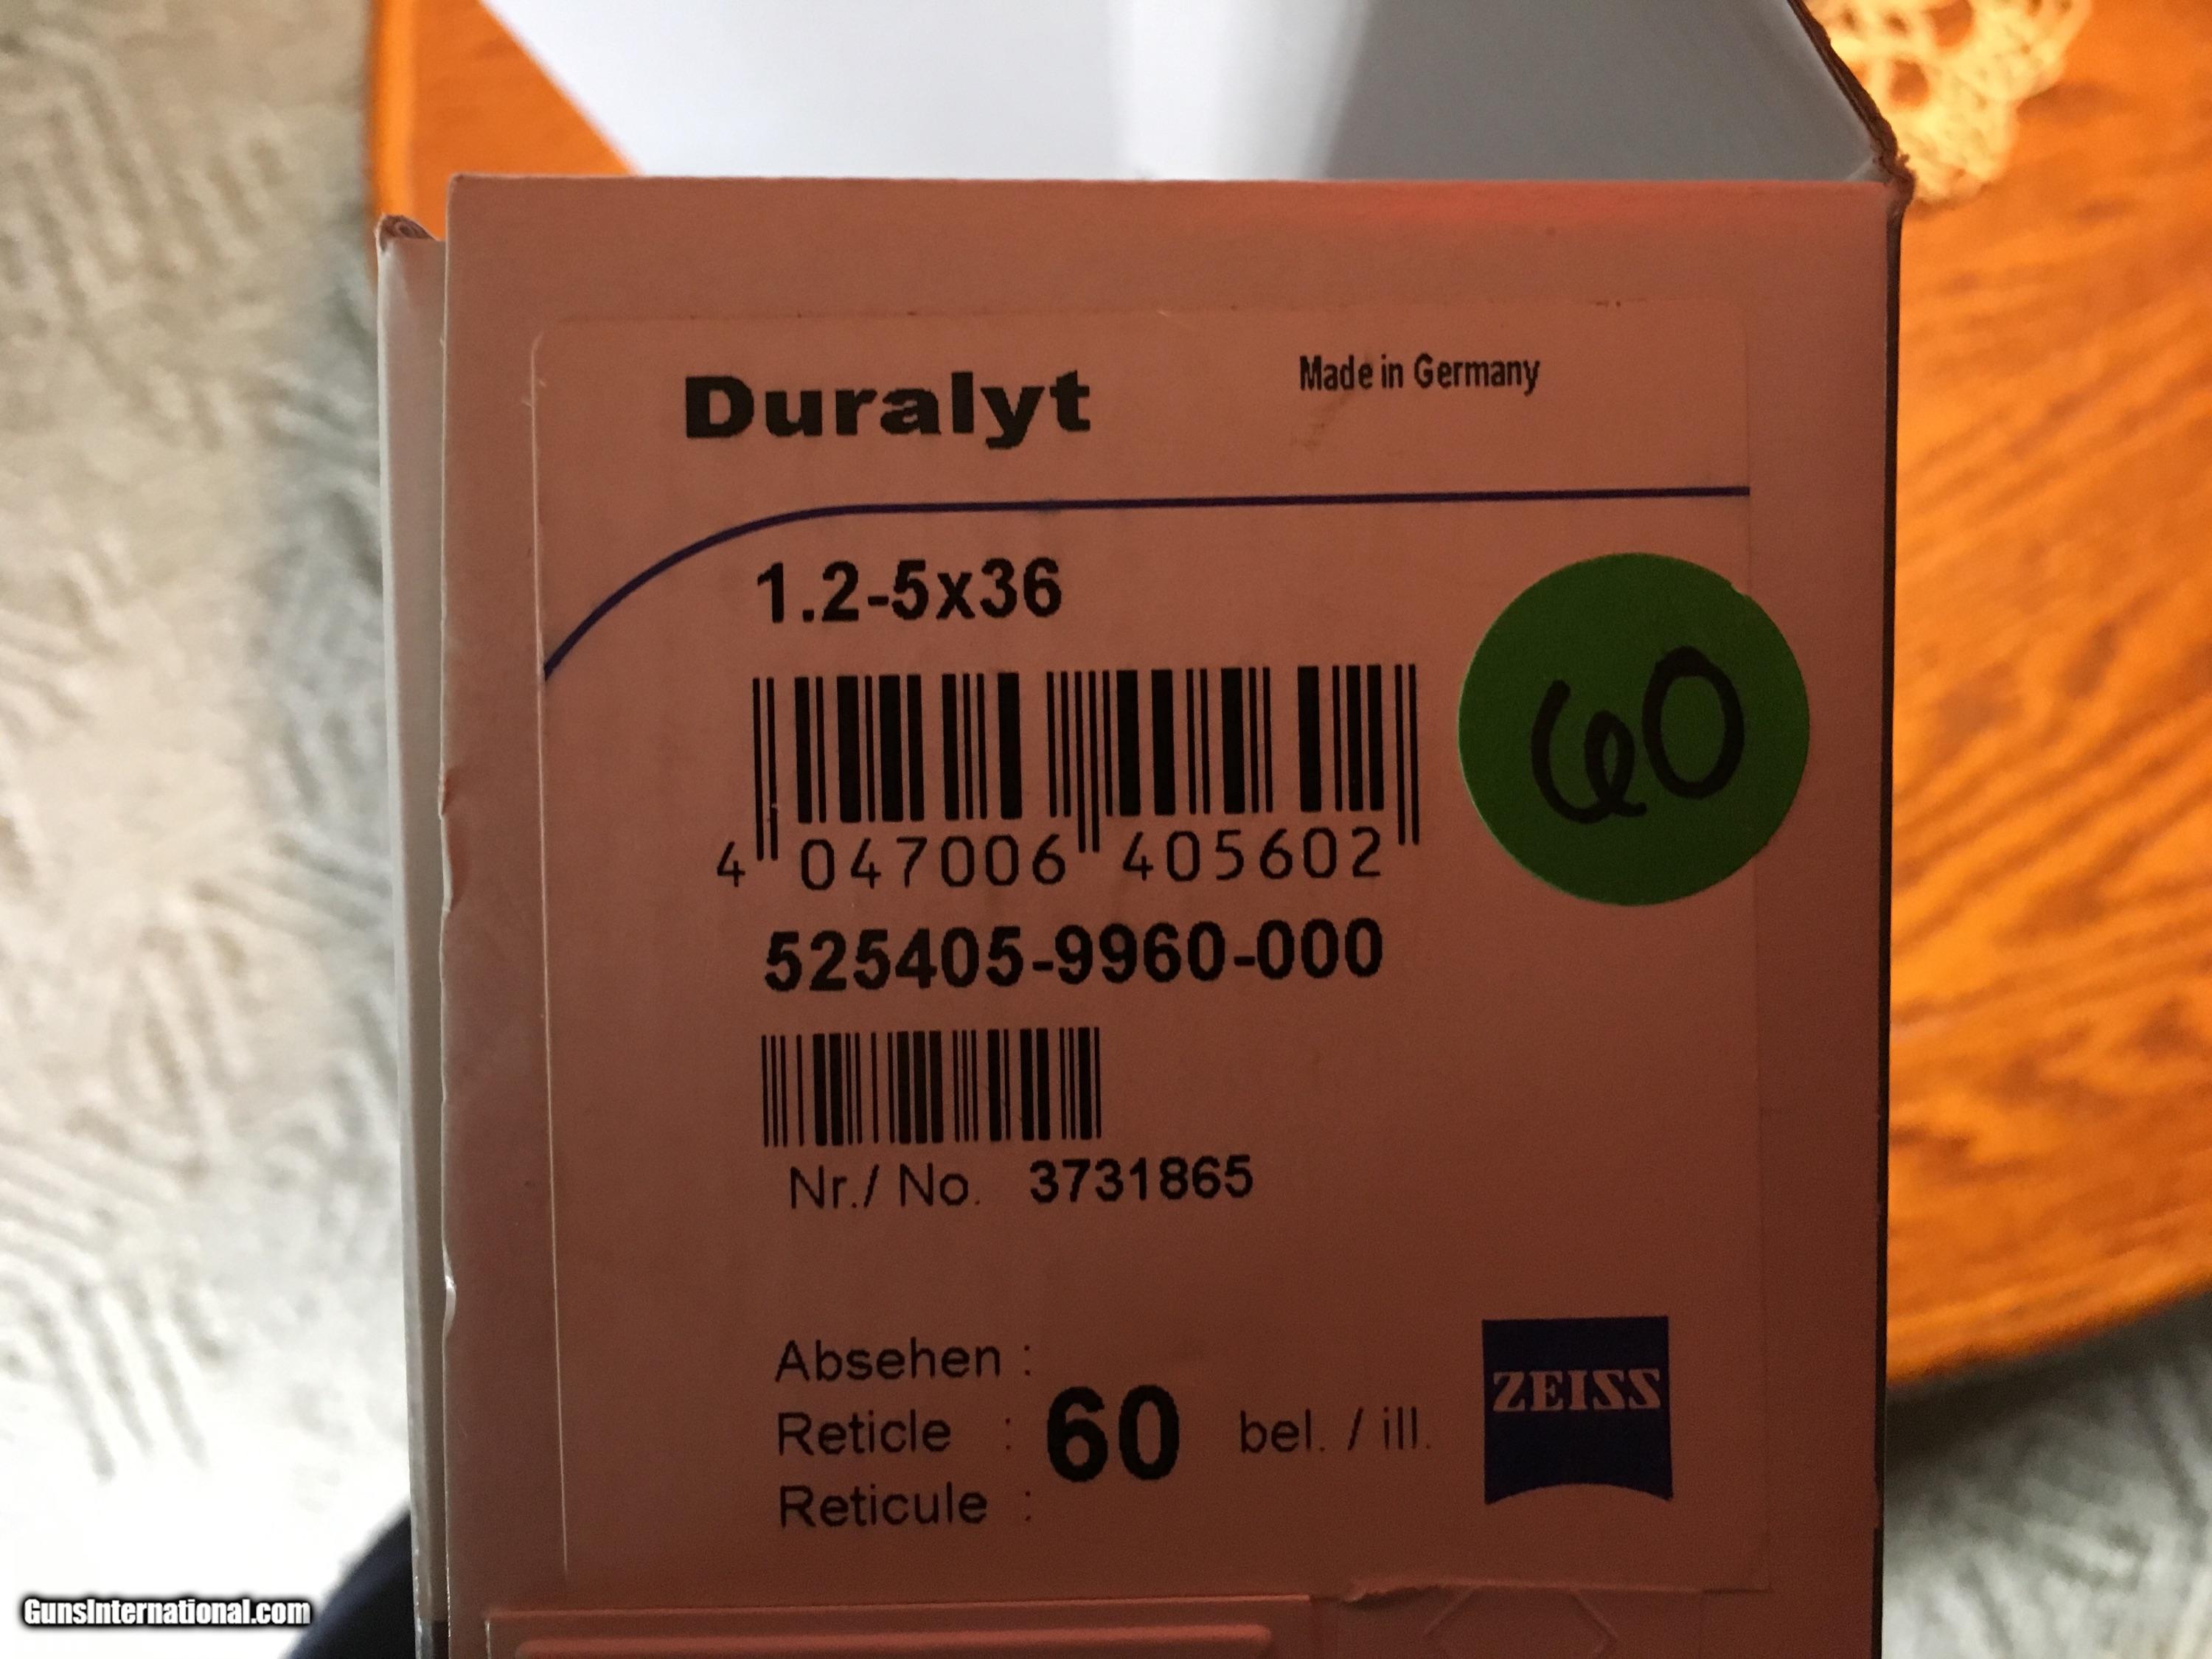 Duralyt
Made in Germany
1.2-5x36
60
4 047006 405602
525405-9960-000
Nr./ No. 3731865
Absehen :
Reticle : 60 bel. / ill.
Reticule :
ZEISS
GunsInternational.com